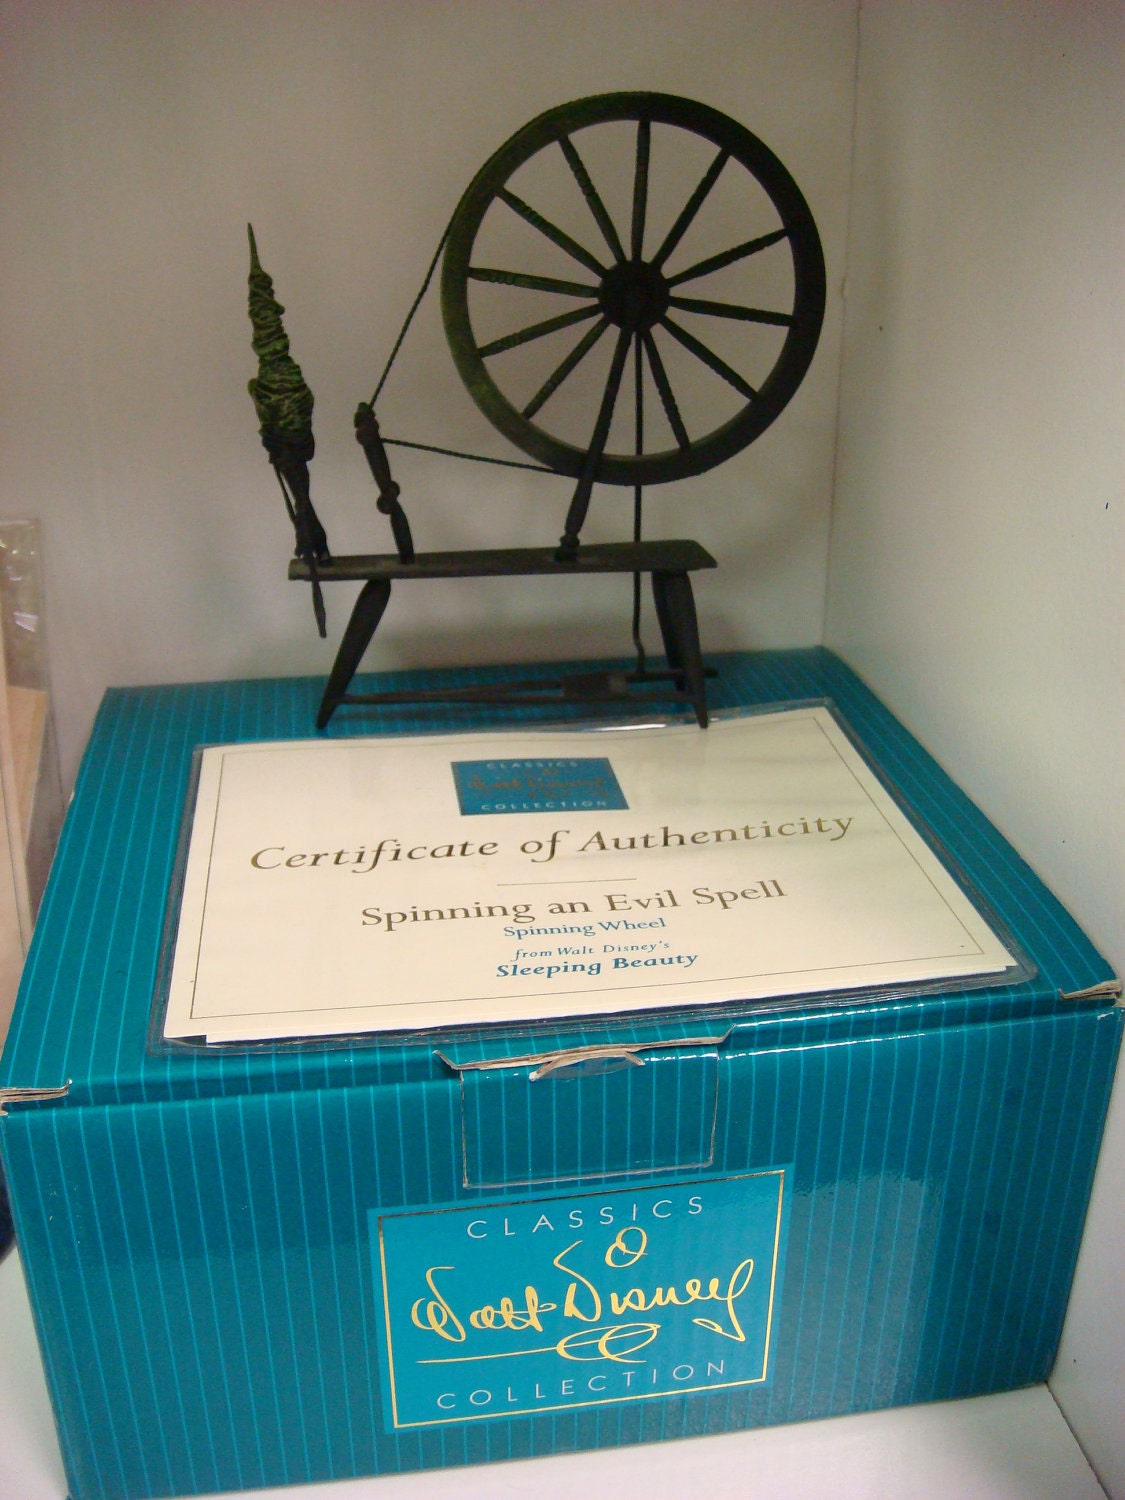 CLASSICS
Walt Disney
COLLECTION
Certificate of Authenticity
Spinning an Evil Spell
Spinning Wheel
from Walt Disney's
Sleeping Beauty
CLASSICS
Walt Disney
COLLECTION